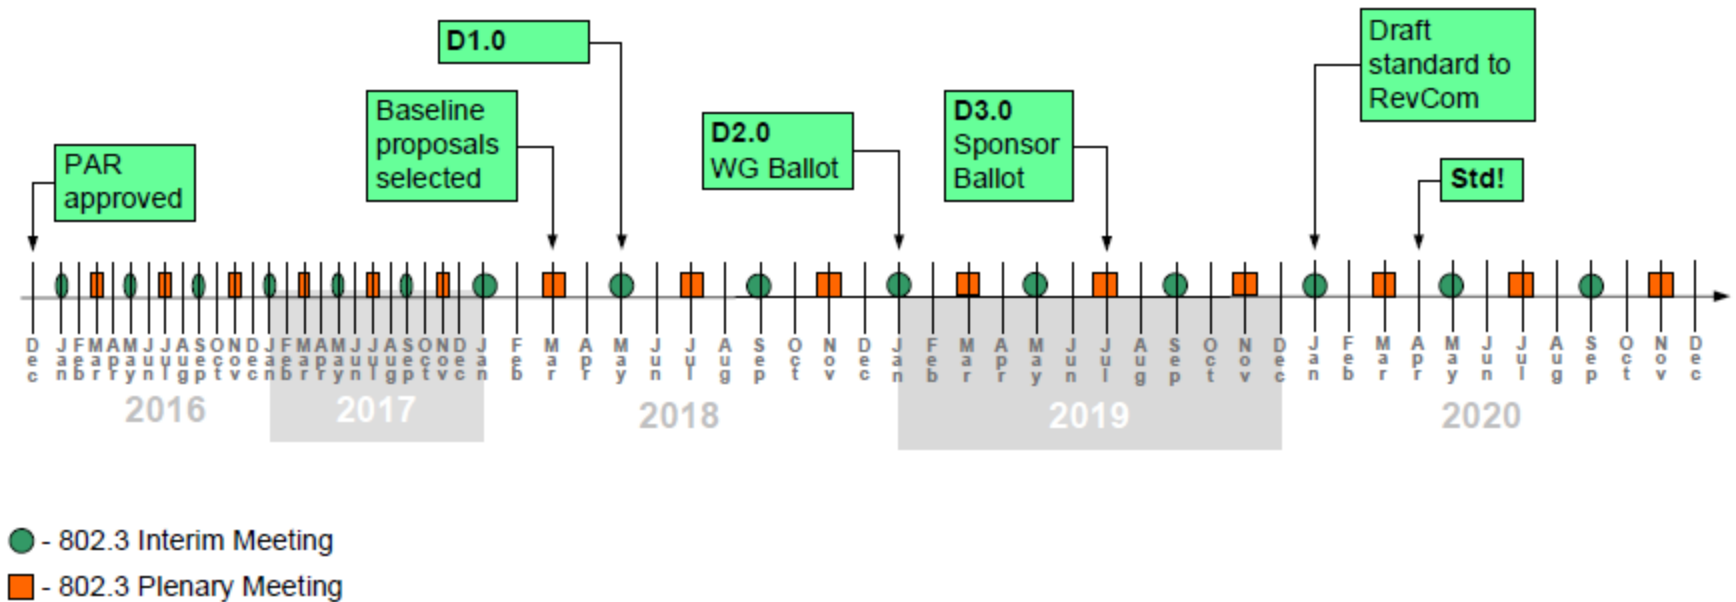 D1.0
Draft
standard to
RevCom
Baseline
proposals
selected
D2.0
WG Ballot
D3.0
Sponsor
Ballot
PAR
approved
Std!
Dec Jan Feb Mar Apr May Jun Jul Aug Sep Oct Nov Dec Jan Feb Mar Apr May Jun Jul Aug Sep Oct Nov Dec Jan Feb Mar Apr May Jun Jul Aug Sep Oct Nov Dec Jan Feb Mar Apr May Jun Jul Aug Sep Oct Nov Dec Jan Feb Mar Apr May Jun Jul Aug Sep Oct Nov Dec
2016 2017 2018 2019 2020
- 802.3 Interim Meeting
- 802.3 Plenary Meeting